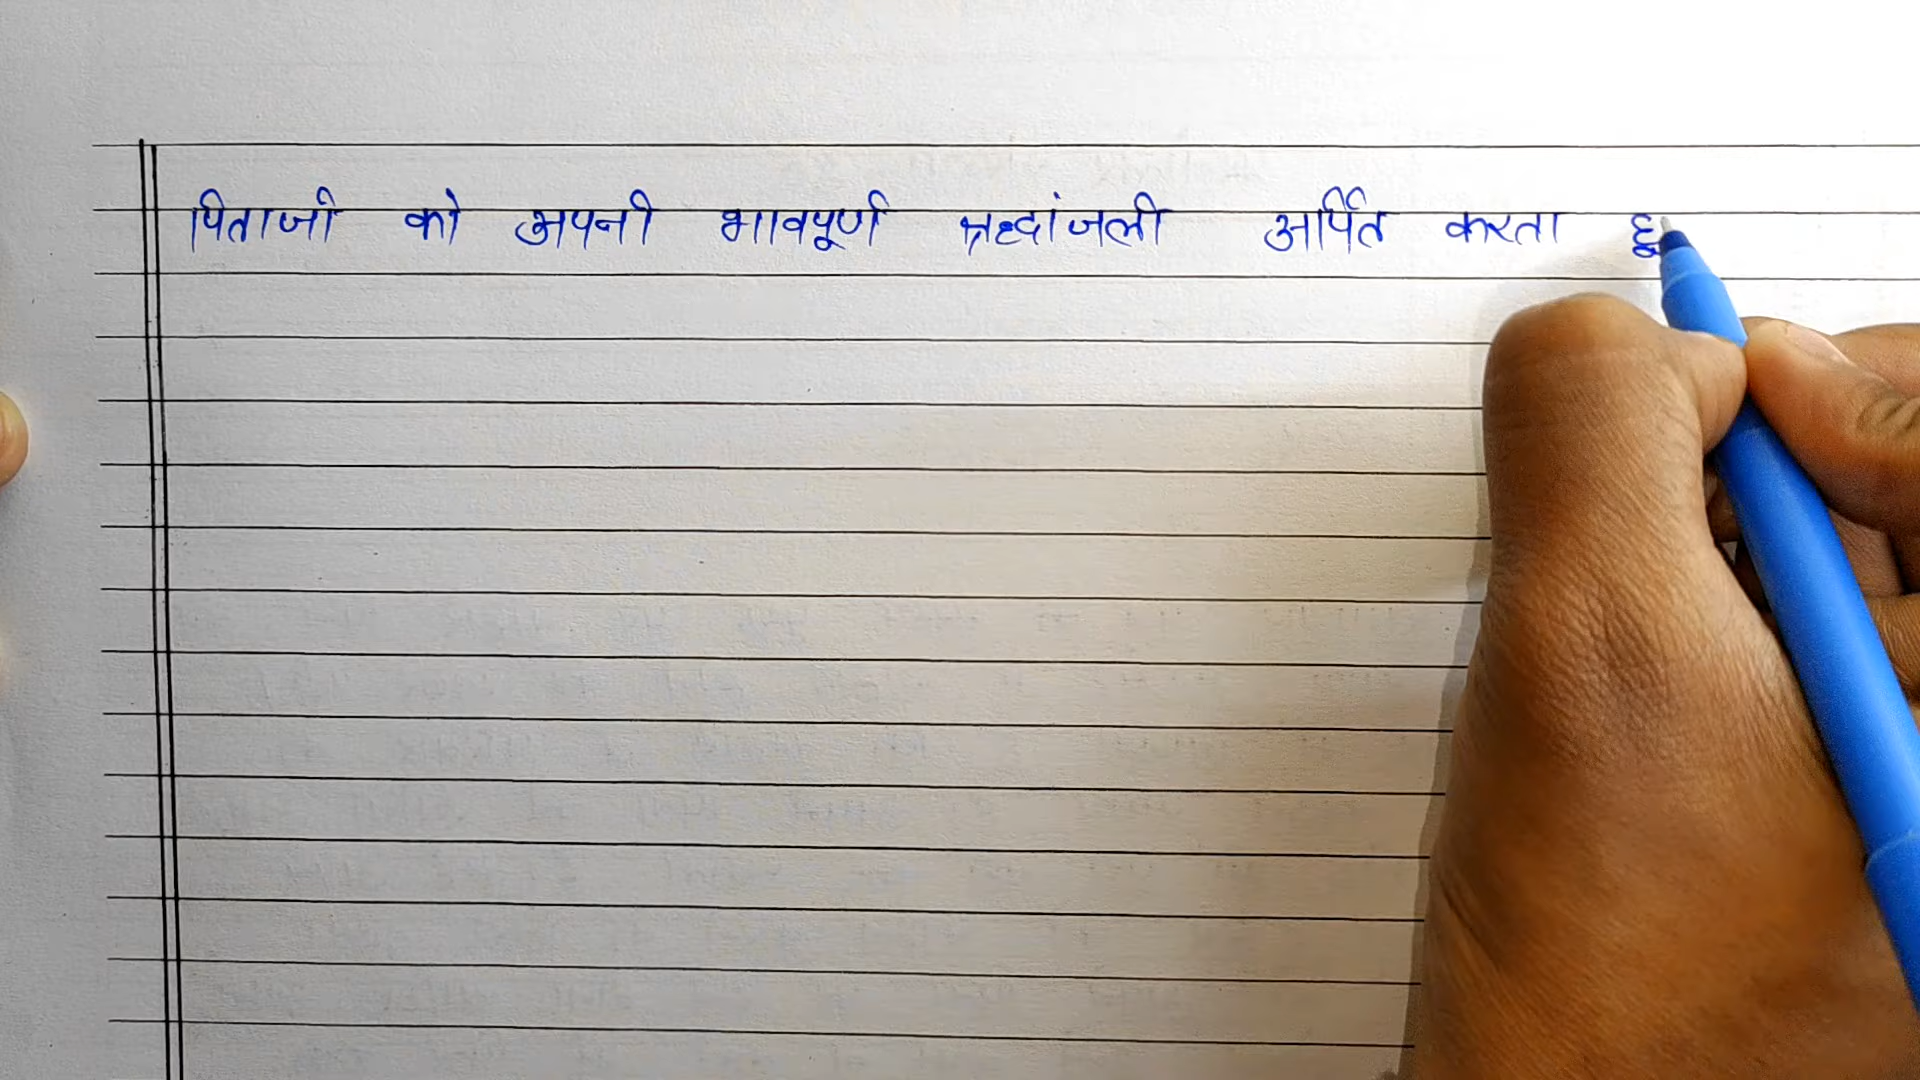 पिताजी को अपनी भावपूर्ण श्रद्धांजली अर्पित करता हू